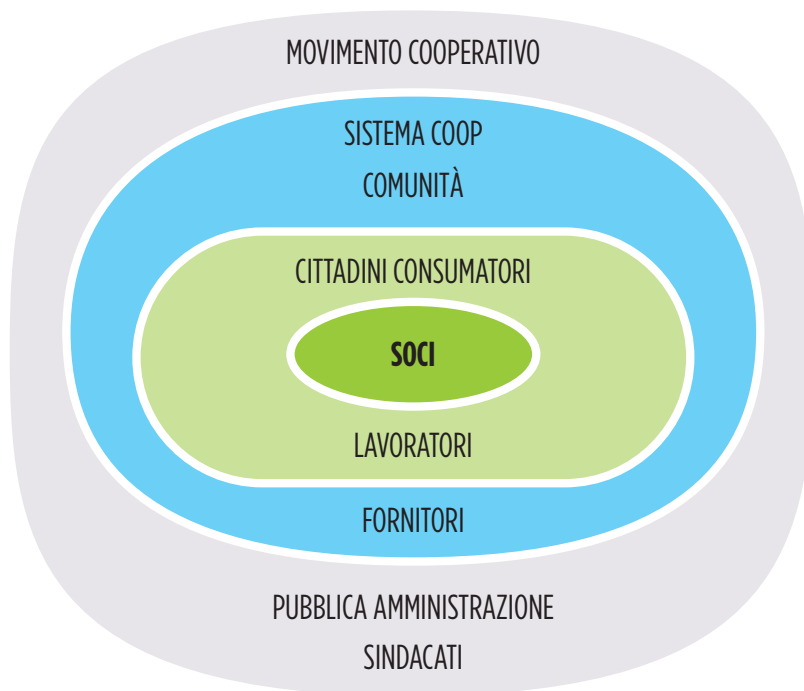 MOVIMENTO COOPERATIVO
SISTEMA COOP
COMUNITÀ
CITTADINI CONSUMATORI
SOCI
LAVORATORI
FORNITORI
PUBBLICA AMMINISTRAZIONE
SINDACATI